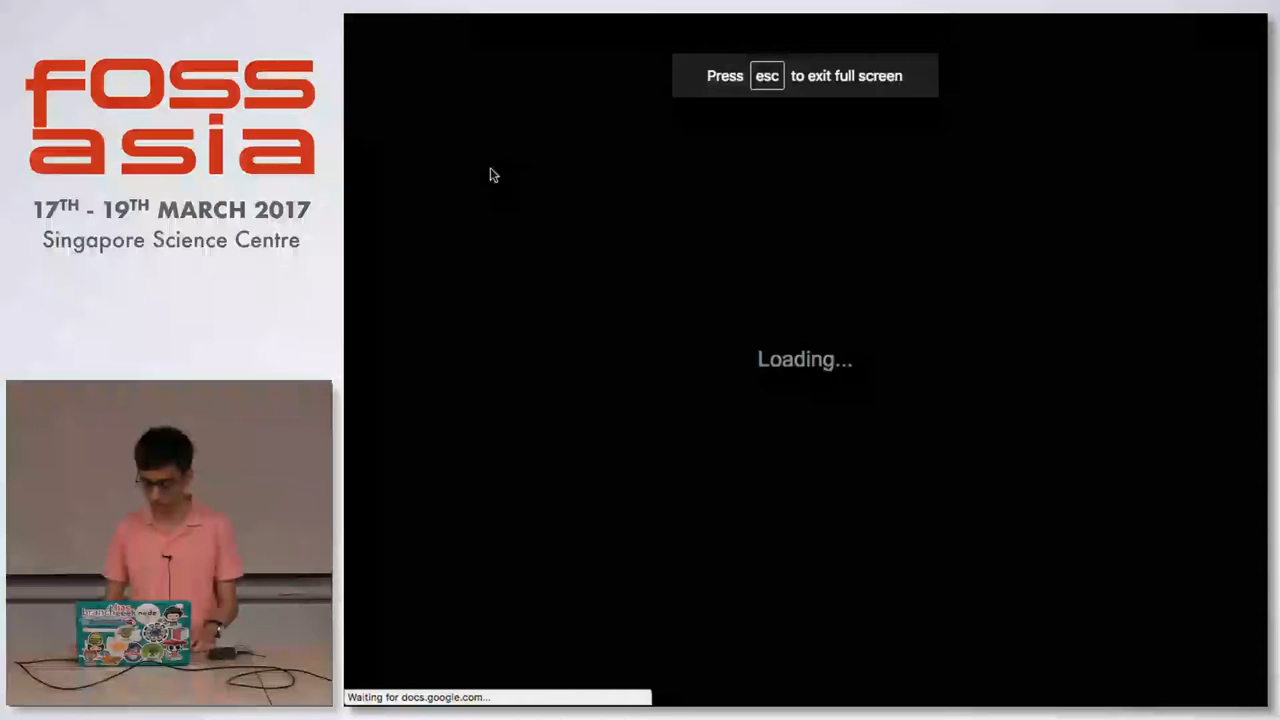 foss
asia
17TH - 19TH MARCH 2017
Singapore Science Centre
Press esc to exit full screen
Loading...
Waiting for docs.google.com...